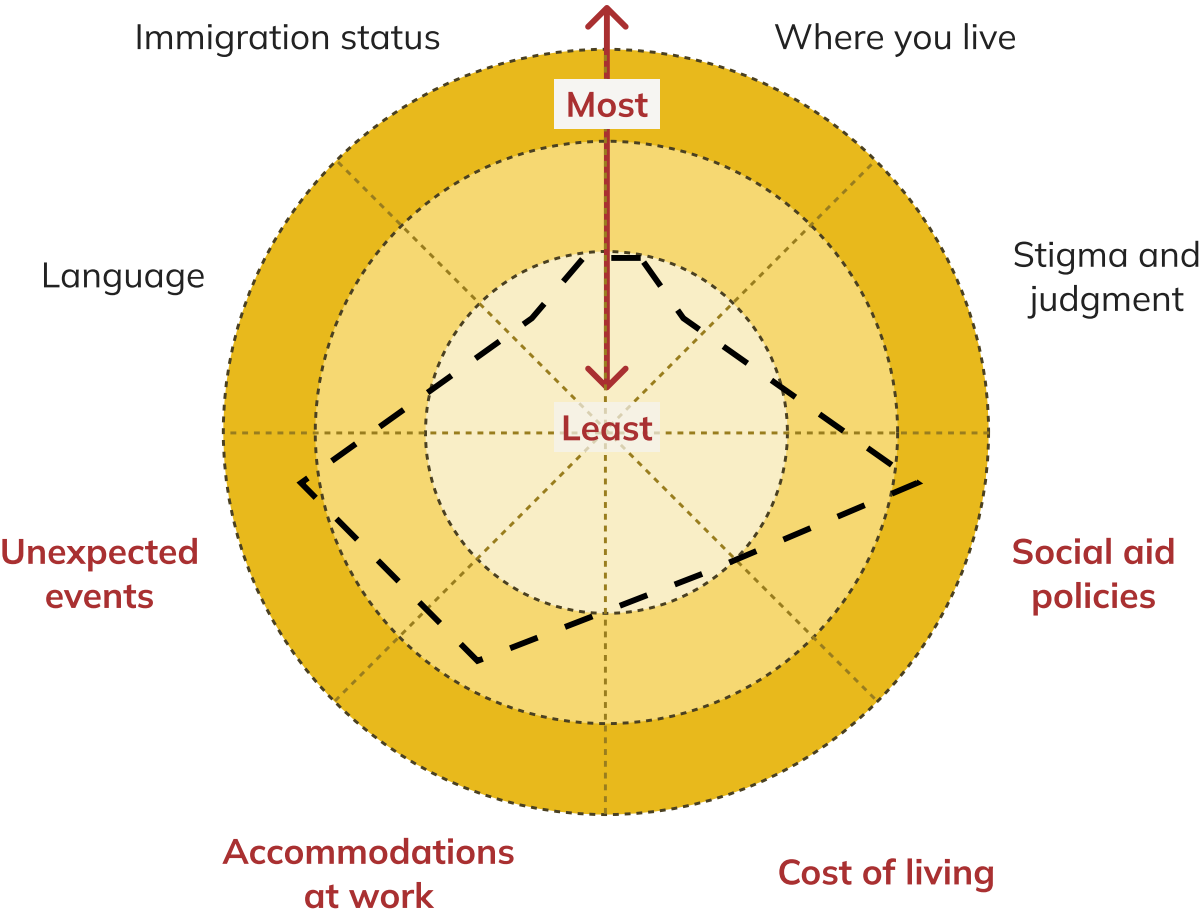 Immigration status
Where you live
Most
Language
Stigma and
judgment
Least
Unexpected
events
Social aid
policies
Accommodations
at work
Cost of living